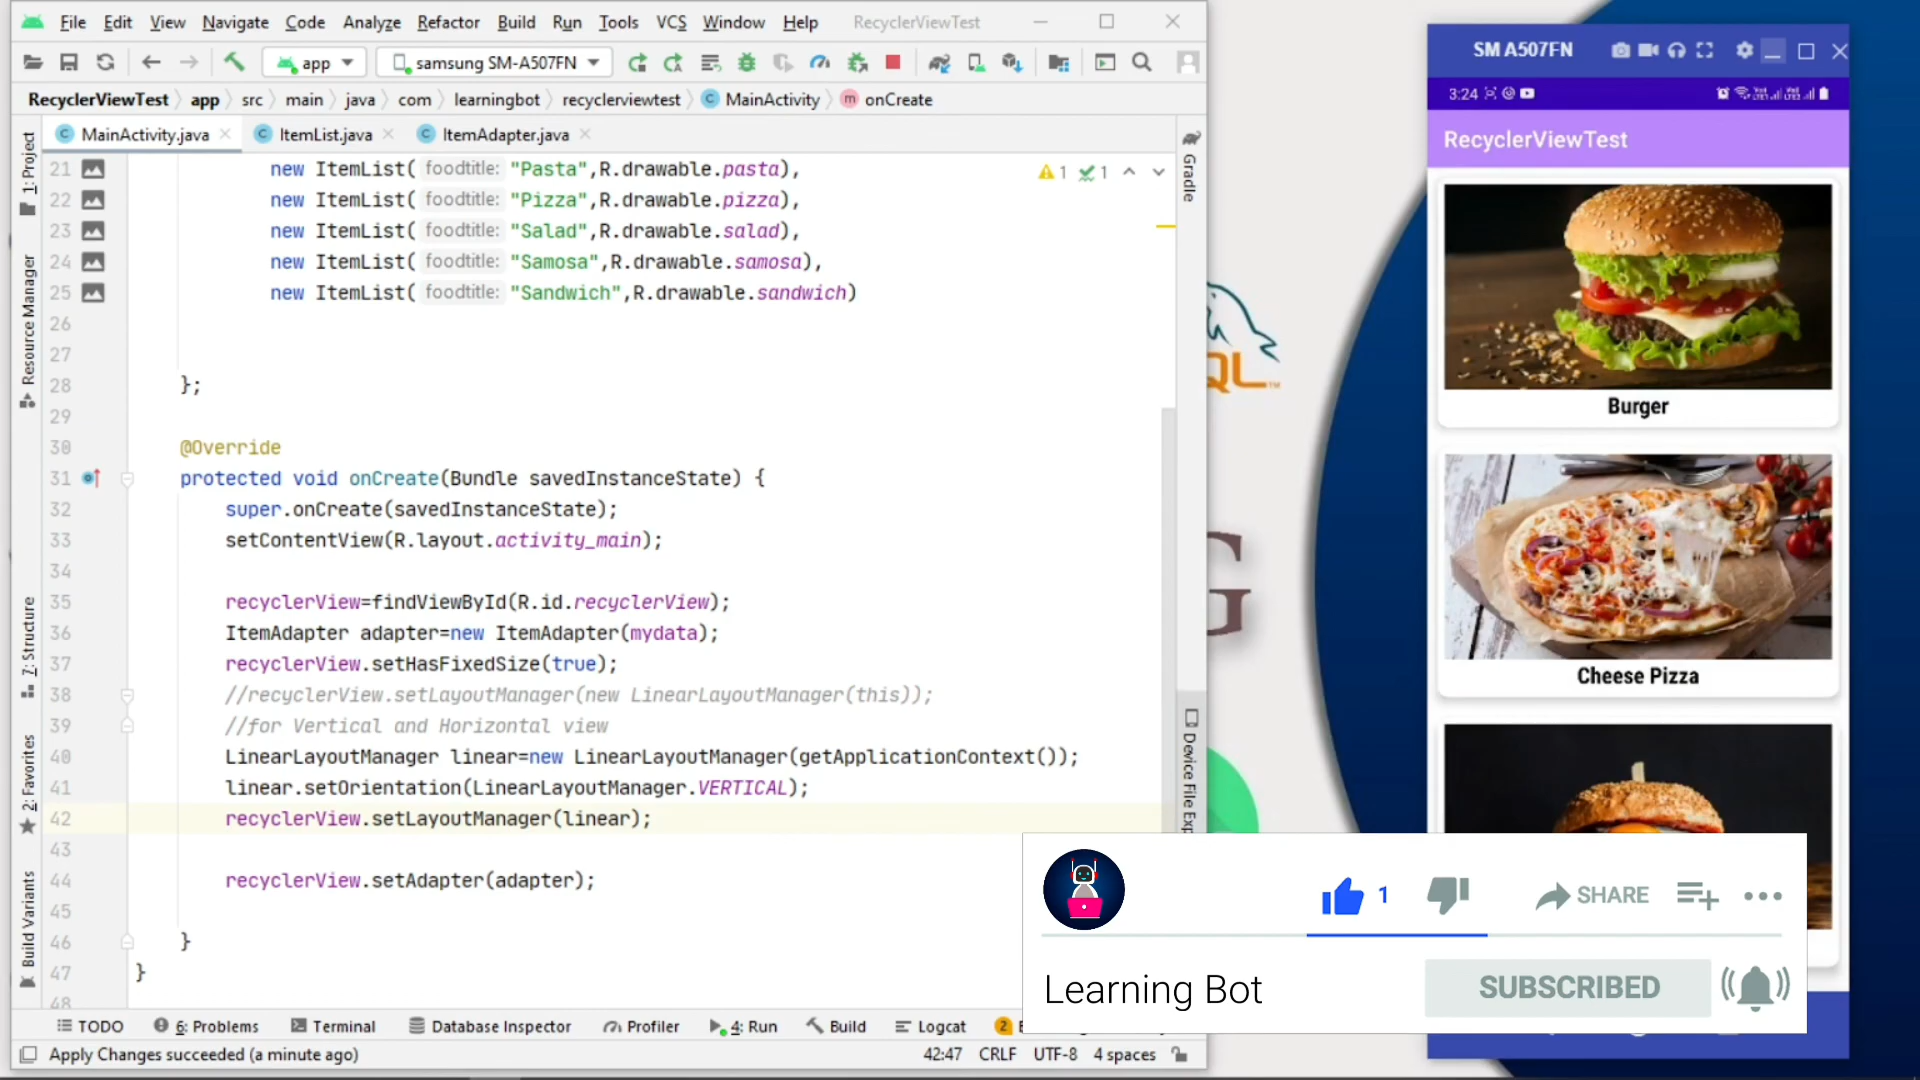 File Edit View Navigate Code Analyze Refactor Build Run Tools VCS Window Help RecyclerViewTest
app samsung SM-A507FN
RecyclerViewTest app src main java com learningbot recyclerviewtest MainActivity onCreate
MainActivity.java ItemList.java ItemAdapter.java
1: Project
Resource Manager
7: Structure
2: Favorites
Build Variants
21 new ItemList( foodtitle: "Pasta",R.drawable.pasta),
22 new ItemList( foodtitle: "Pizza",R.drawable.pizza),
23 new ItemList( foodtitle: "Salad",R.drawable.salad),
24 new ItemList( foodtitle: "Samosa",R.drawable.samosa),
25 new ItemList( foodtitle: "Sandwich",R.drawable.sandwich)
26
27
28 };
29
30 @Override
31 protected void onCreate(Bundle savedInstanceState) {
32 super.onCreate(savedInstanceState);
33 setContentView(R.layout.activity_main);
34
35 recyclerView=findViewById(R.id.recyclerView);
36 ItemAdapter adapter=new ItemAdapter(mydata);
37 recyclerView.setHasFixedSize(true);
38 //recyclerView.setLayoutManager(new LinearLayoutManager(this));
39 //for Vertical and Horizontal view
40 LinearLayoutManager linear=new LinearLayoutManager(getApplicationContext());
41 linear.setOrientation(LinearLayoutManager.VERTICAL);
42 recyclerView.setLayoutManager(linear);
43
44 recyclerView.setAdapter(adapter);
45
46 }
47 }
48
1 1
Gradle
Device File Exp
TODO 6: Problems Terminal Database Inspector Profiler 4: Run Build Logcat 2
Apply Changes succeeded (a minute ago) 42:47 CRLF UTF-8 4 spaces
QL
G
SM A507FN
3:24
RecyclerViewTest
Burger
Cheese Pizza
1 SHARE
Learning Bot SUBSCRIBED